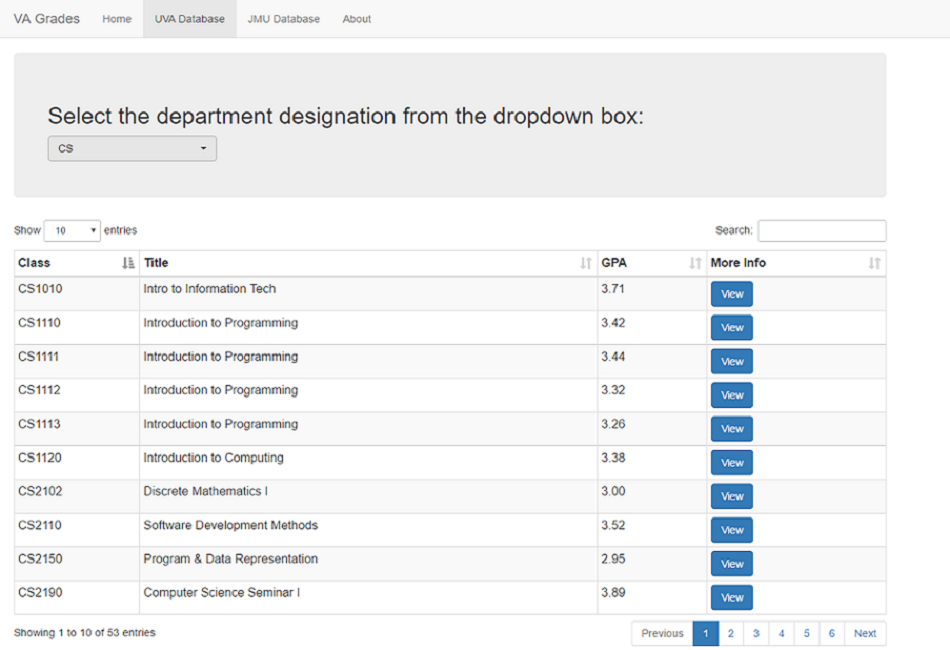 VA Grades Home UVA Database JMU Database About
Select the department designation from the dropdown box:
CS
Show 10 entries Search:
Class Title GPA More Info
CS1010 Intro to Information Tech 3.71 View
CS1110 Introduction to Programming 3.42 View
CS1111 Introduction to Programming 3.44 View
CS1112 Introduction to Programming 3.32 View
CS1113 Introduction to Programming 3.26 View
CS1120 Introduction to Computing 3.38 View
CS2102 Discrete Mathematics I 3.00 View
CS2110 Software Development Methods 3.52 View
CS2150 Program & Data Representation 2.95 View
CS2190 Computer Science Seminar I 3.89 View
Showing 1 to 10 of 53 entries Previous 1 2 3 4 5 6 Next